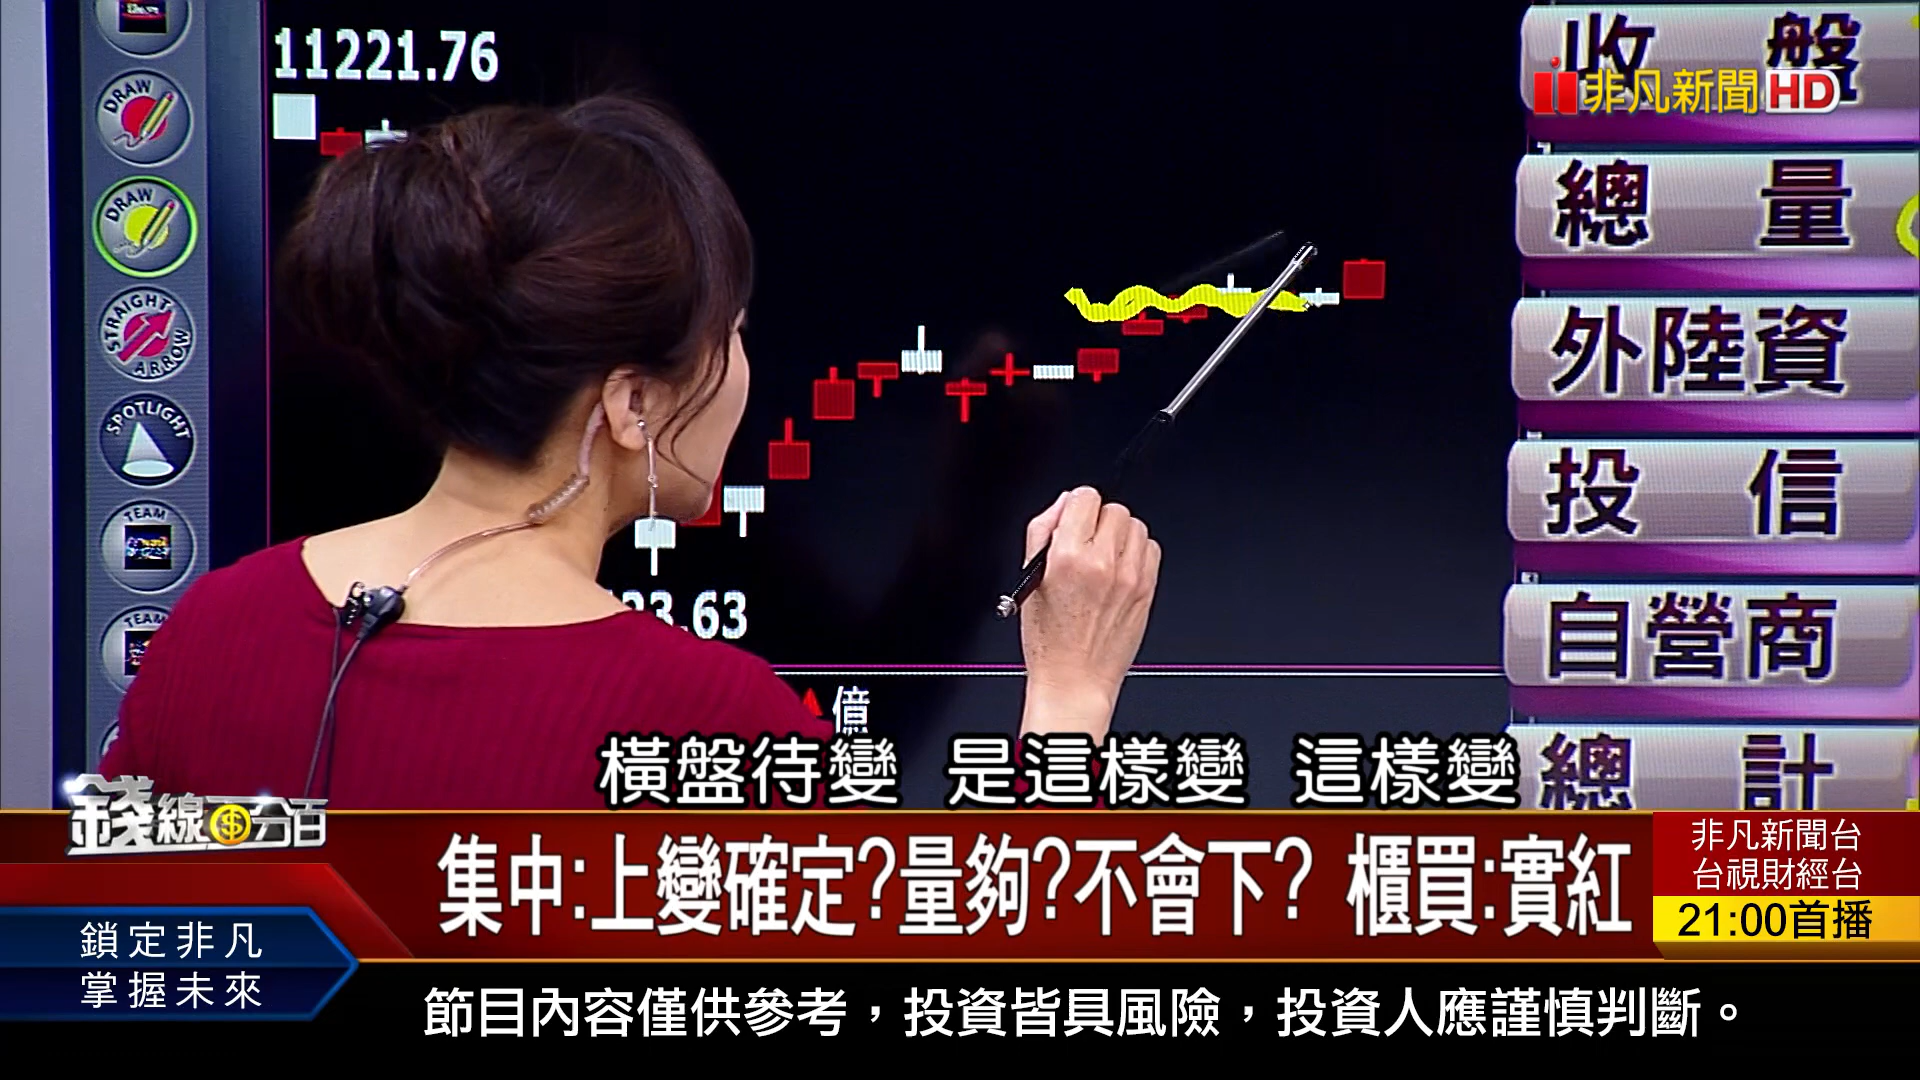 11221.76
DRAW
DRAW
STRAIGHT
ARROW
SPOTLIGHT
TEAM
TEAM
收盤
非凡新聞HD
總量
外陸資
投信
自營商
總計
23.63
億
橫盤待變 是這樣變 這樣變
錢線百分百
集中:上變確定?量夠?不會下? 櫃買:實紅
非凡新聞台
台視財經台
21:00首播
鎖定非凡
掌握未來
節目內容僅供參考，投資皆具風險，投資人應謹慎判斷。